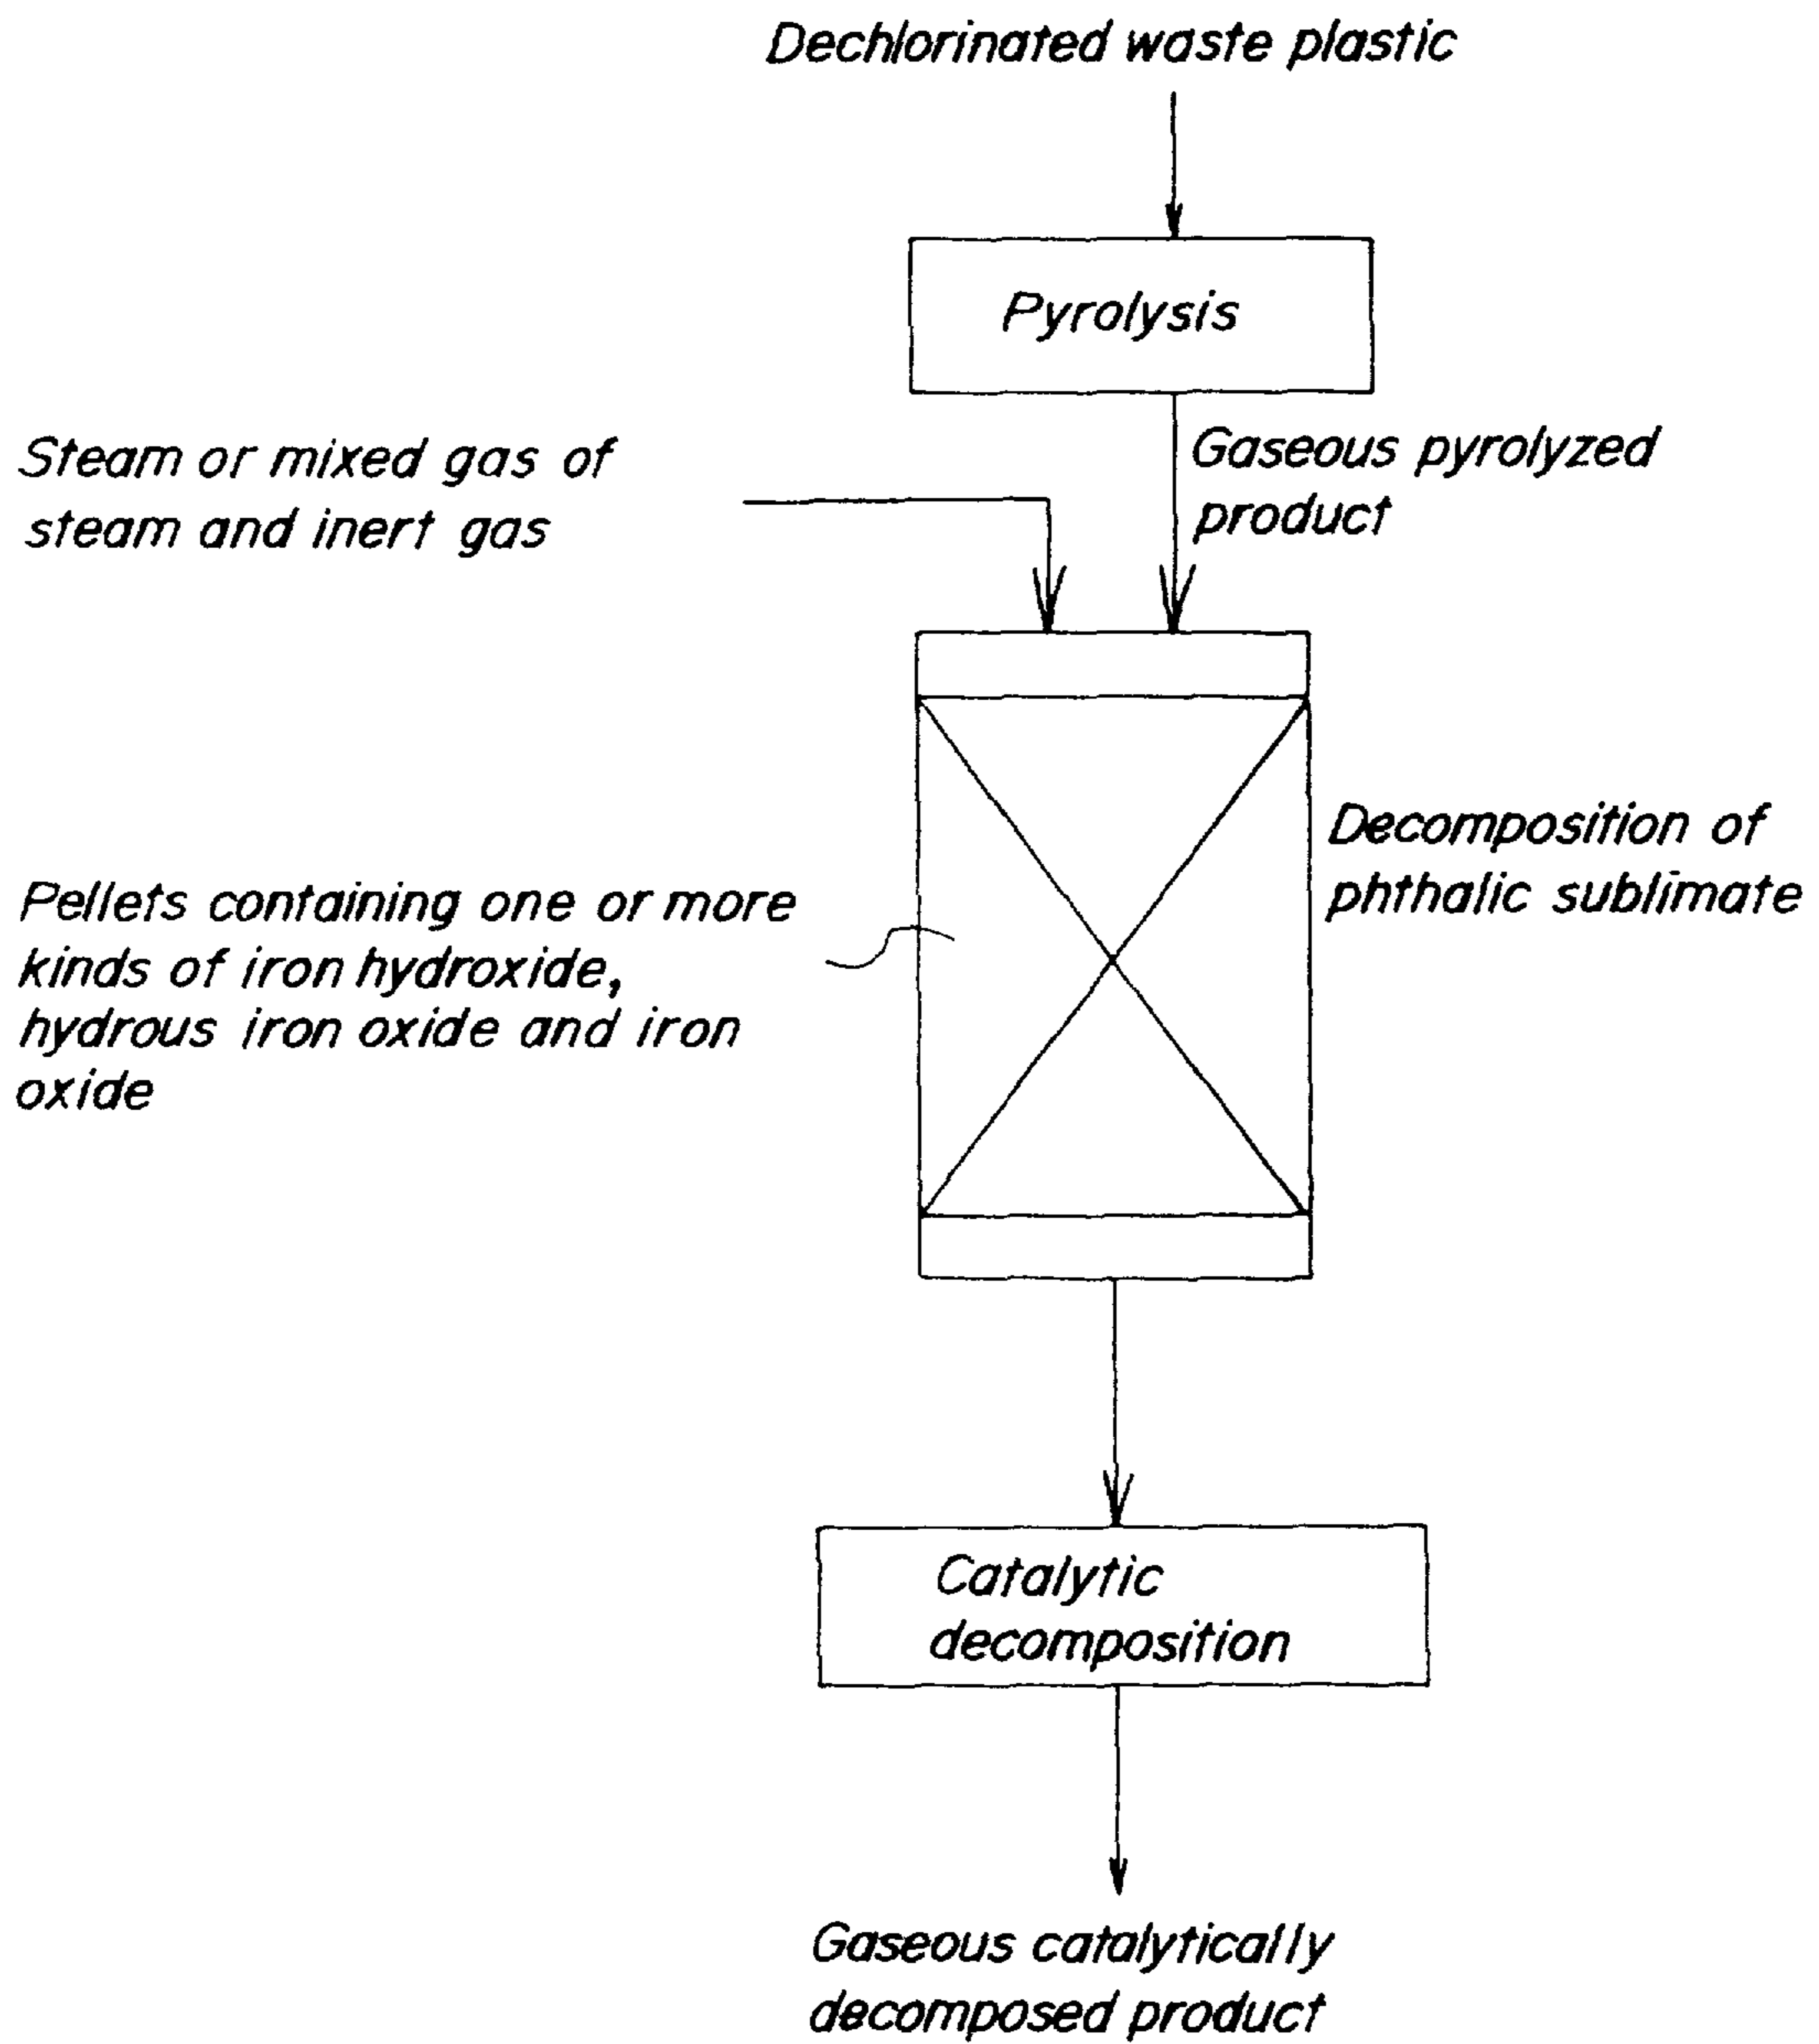 Dechlorinated waste plastic
Pyrolysis
Steam or mixed gas of
steam and inert gas
Gaseous pyrolyzed
product
Decomposition of
phthalic sublimate
Pellets containing one or more
kinds of iron hydroxide,
hydrous iron oxide and iron
oxide
Catalytic
decomposition
Gaseous catalytically
decomposed product